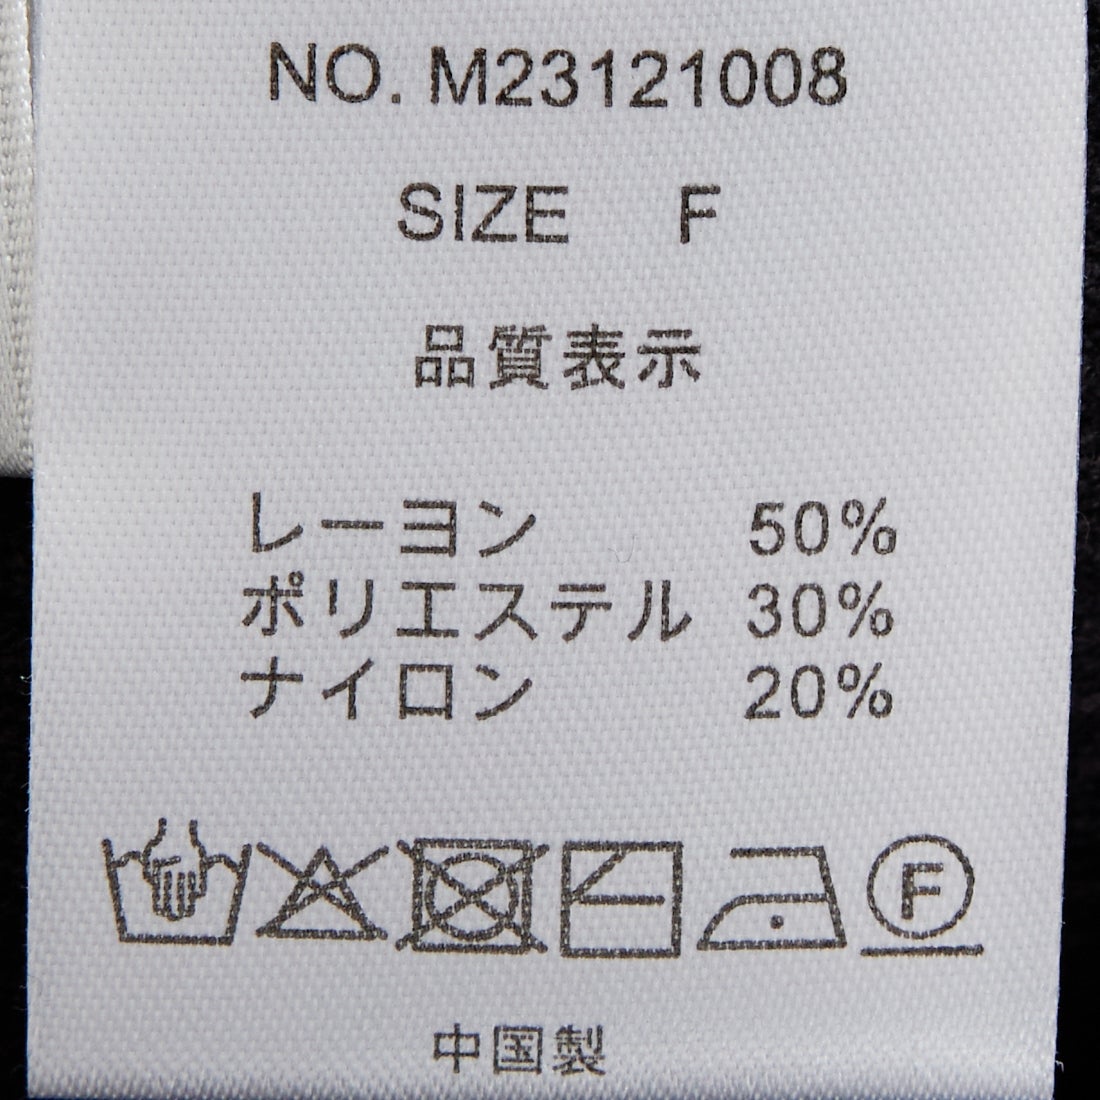 NO. M23121008
SIZE F
品質表示
レーヨン 50%
ポリエステル 30%
ナイロン 20%
F
中国製